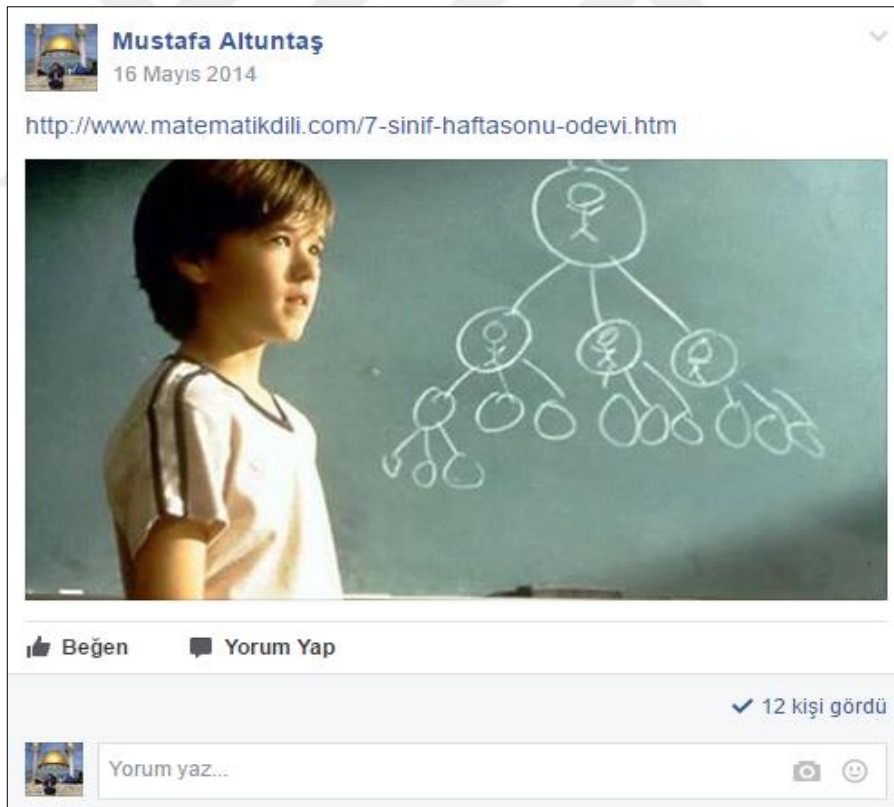 Mustafa Altuntaş
16 Mayıs 2014
http://www.matematikdili.com/7-sinif-haftasonu-odevi.htm
Beğen Yorum Yap
12 kişi gördü
Yorum yaz...